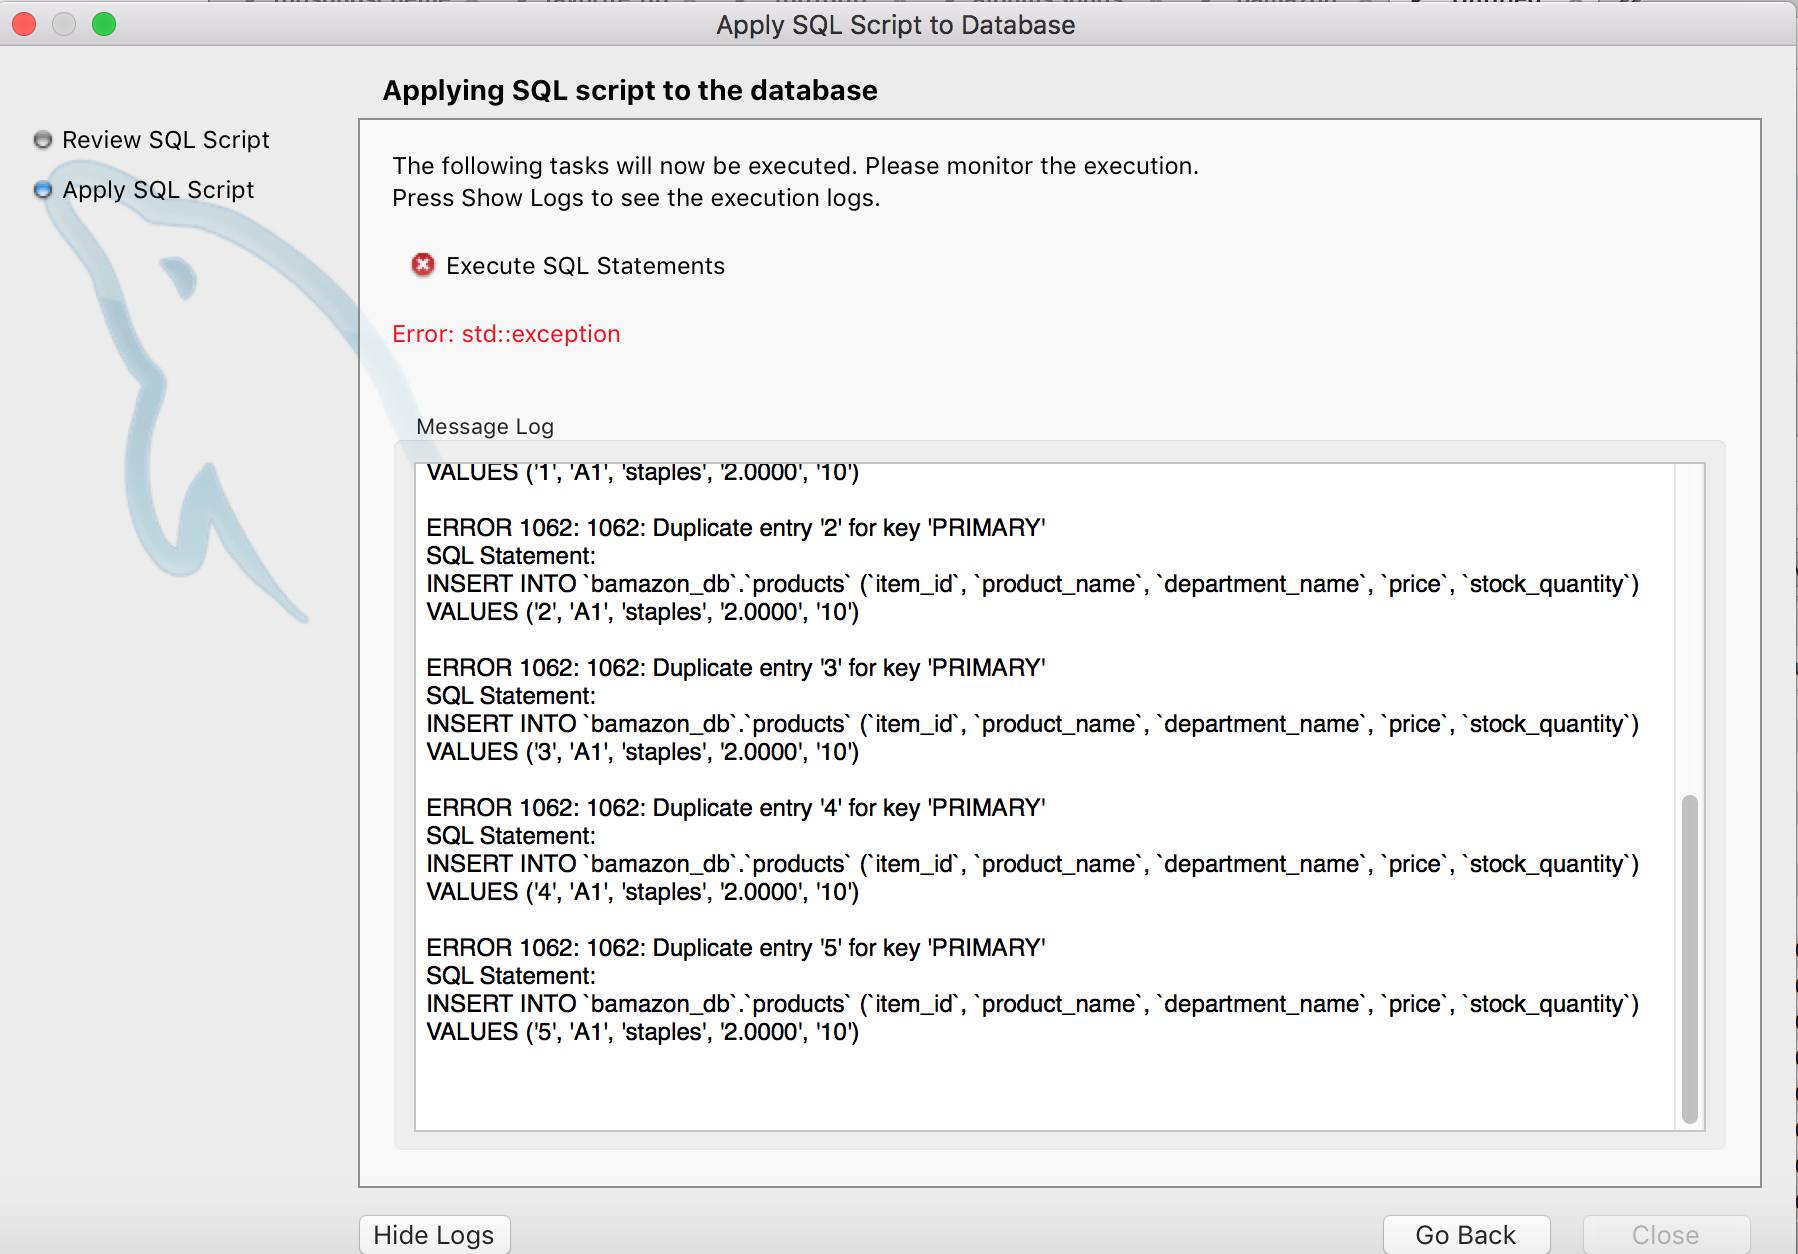 Apply SQL Script to Database
Applying SQL script to the database
Review SQL Script
Apply SQL Script
The following tasks will now be executed. Please monitor the execution.
Press Show Logs to see the execution logs.
Execute SQL Statements
Error: std::exception
Message Log
VALUES ('1', 'A1', 'staples', '2.0000', '10')
ERROR 1062: 1062: Duplicate entry '2' for key 'PRIMARY'
SQL Statement:
INSERT INTO `bamazon_db`.`products` (`item_id`, `product_name`, `department_name`, `price`, `stock_quantity`)
VALUES ('2', 'A1', 'staples', '2.0000', '10')
ERROR 1062: 1062: Duplicate entry '3' for key 'PRIMARY'
SQL Statement:
INSERT INTO `bamazon_db`.`products` (`item_id`, `product_name`, `department_name`, `price`, `stock_quantity`)
VALUES ('3', 'A1', 'staples', '2.0000', '10')
ERROR 1062: 1062: Duplicate entry '4' for key 'PRIMARY'
SQL Statement:
INSERT INTO `bamazon_db`.`products` (`item_id`, `product_name`, `department_name`, `price`, `stock_quantity`)
VALUES ('4', 'A1', 'staples', '2.0000', '10')
ERROR 1062: 1062: Duplicate entry '5' for key 'PRIMARY'
SQL Statement:
INSERT INTO `bamazon_db`.`products` (`item_id`, `product_name`, `department_name`, `price`, `stock_quantity`)
VALUES ('5', 'A1', 'staples', '2.0000', '10')
Hide Logs
Go Back
Close